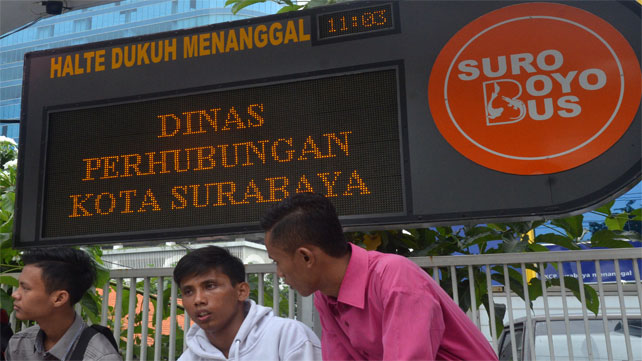 HALTE DUKUH MENANGGAL
11:03
DINAS
PERHUBUNGAN
KOTA SURABAYA
SURO
BOYO
BUS